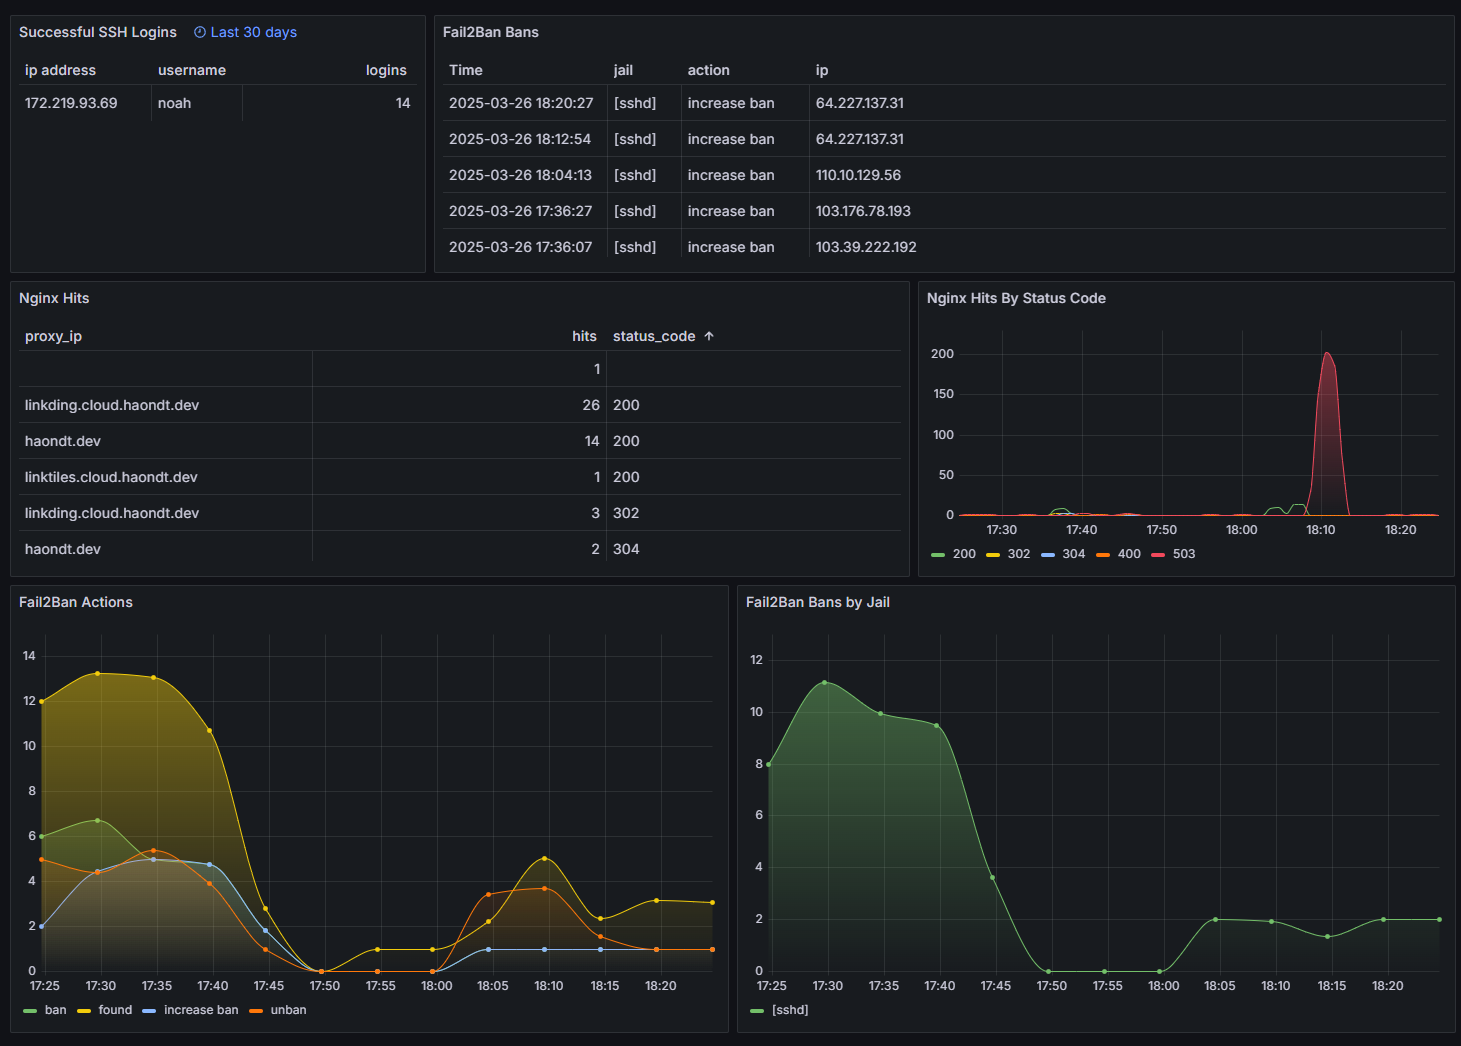 Successful SSH Logins Last 30 days
ip address username logins
172.219.93.69 noah 14
Fail2Ban Bans
Time jail action ip
2025-03-26 18:20:27 [sshd] increase ban 64.227.137.31
2025-03-26 18:12:54 [sshd] increase ban 64.227.137.31
2025-03-26 18:04:13 [sshd] increase ban 110.10.129.56
2025-03-26 17:36:27 [sshd] increase ban 103.176.78.193
2025-03-26 17:36:07 [sshd] increase ban 103.39.222.192
Nginx Hits
proxy_ip hits status_code ↑
1
linkding.cloud.haondt.dev 26 200
haondt.dev 14 200
linktiles.cloud.haondt.dev 1 200
linkding.cloud.haondt.dev 3 302
haondt.dev 2 304
Nginx Hits By Status Code
200
150
100
50
0
17:30 17:40 17:50 18:00 18:10 18:20
200 302 304 400 503
Fail2Ban Actions
14
12
10
8
6
4
2
0
17:25 17:30 17:35 17:40 17:45 17:50 17:55 18:00 18:05 18:10 18:15 18:20
ban found increase ban unban
Fail2Ban Bans by Jail
12
10
8
6
4
2
0
17:25 17:30 17:35 17:40 17:45 17:50 17:55 18:00 18:05 18:10 18:15 18:20
[sshd]